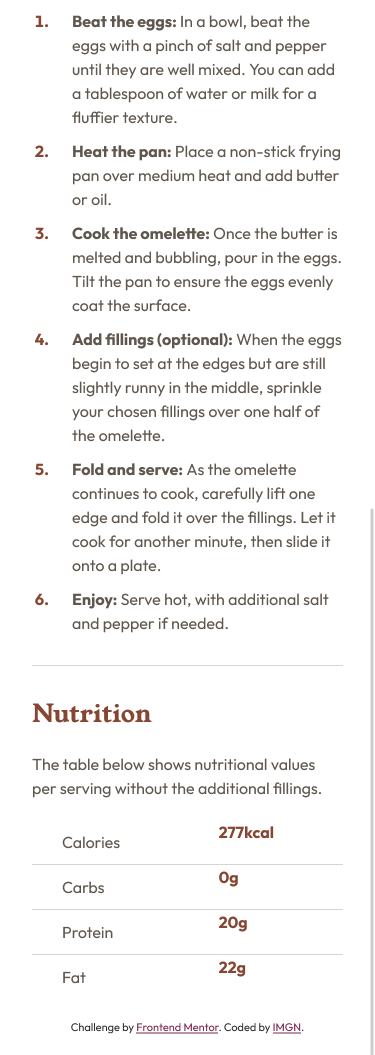 1. Beat the eggs: In a bowl, beat the
eggs with a pinch of salt and pepper
until they are well mixed. You can add
a tablespoon of water or milk for a
fluffier texture.
2. Heat the pan: Place a non-stick frying
pan over medium heat and add butter
or oil.
3. Cook the omelette: Once the butter is
melted and bubbling, pour in the eggs.
Tilt the pan to ensure the eggs evenly
coat the surface.
4. Add fillings (optional): When the eggs
begin to set at the edges but are still
slightly runny in the middle, sprinkle
your chosen fillings over one half of
the omelette.
5. Fold and serve: As the omelette
continues to cook, carefully lift one
edge and fold it over the fillings. Let it
cook for another minute, then slide it
onto a plate.
6. Enjoy: Serve hot, with additional salt
and pepper if needed.
Nutrition
The table below shows nutritional values
per serving without the additional fillings.
Calories 277kcal
Carbs 0g
Protein 20g
Fat 22g
Challenge by Frontend Mentor. Coded by IMGN.